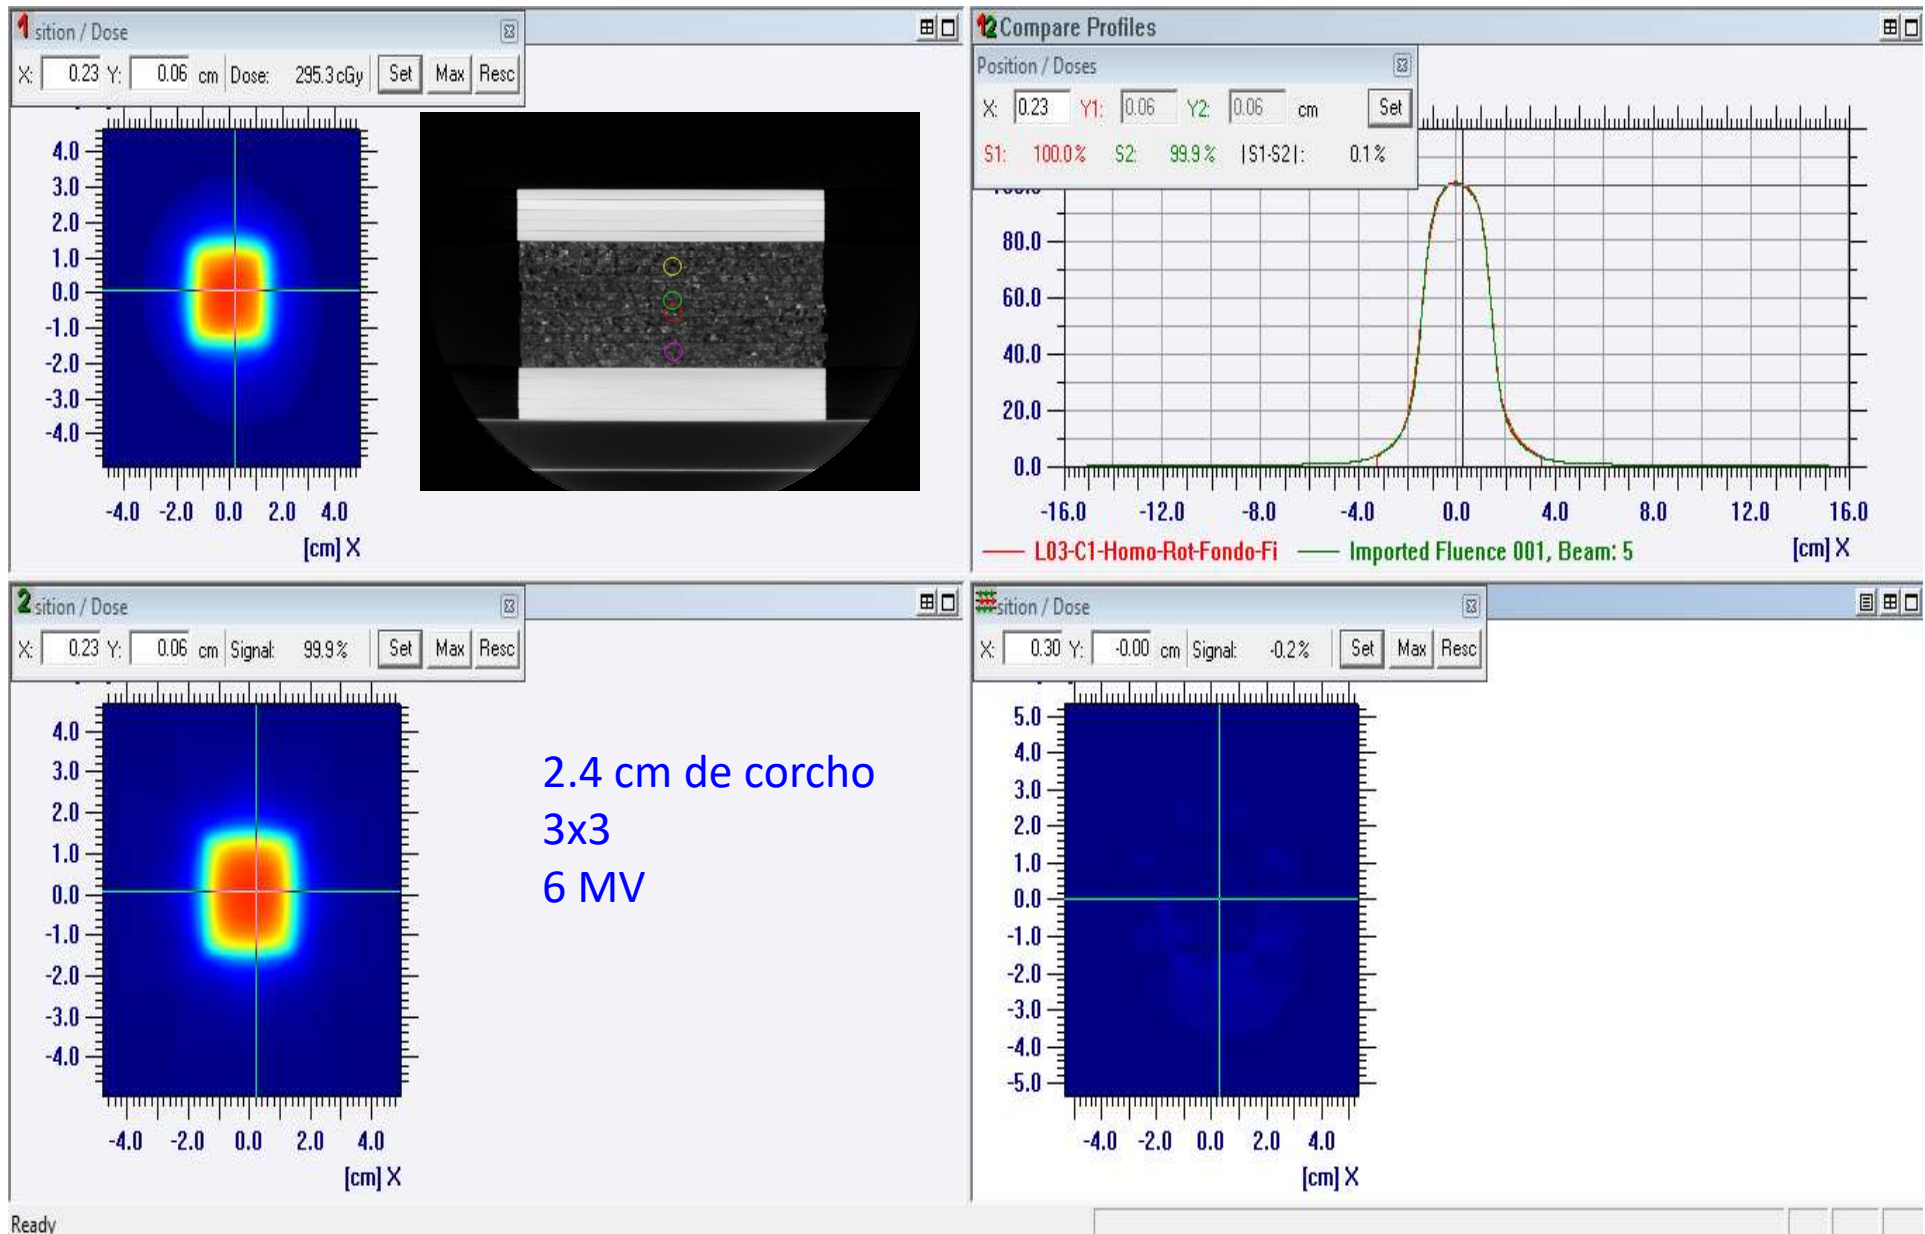 1 sition / Dose
X: 0.23 Y: 0.06 cm Dose: 295.3 cGy Set Max Resc
4.0
3.0
2.0
1.0
0.0
-1.0
-2.0
-3.0
-4.0
-4.0 -2.0 0.0 2.0 4.0
[cm] X
12 Compare Profiles
Position / Doses
X: 0.23 Y1: 0.06 Y2: 0.06 cm Set
S1: 100.0% S2: 99.9% |S1-S2|: 0.1%
100.0
80.0
60.0
40.0
20.0
0.0
-16.0 -12.0 -8.0 -4.0 0.0 4.0 8.0 12.0 16.0
L03-C1-Homo-Rot-Fondo-Fi Imported Fluence 001, Beam: 5 [cm] X
2 sition / Dose
X: 0.23 Y: 0.06 cm Signal: 99.9% Set Max Resc
4.0
3.0
2.0
1.0
0.0
-1.0
-2.0
-3.0
-4.0
-4.0 -2.0 0.0 2.0 4.0
[cm] X
2.4 cm de corcho
3x3
6 MV
sition / Dose
X: 0.30 Y: -0.00 cm Signal: -0.2% Set Max Resc
5.0
4.0
3.0
2.0
1.0
0.0
-1.0
-2.0
-3.0
-4.0
-5.0
-4.0 -2.0 0.0 2.0 4.0
[cm] X
Ready